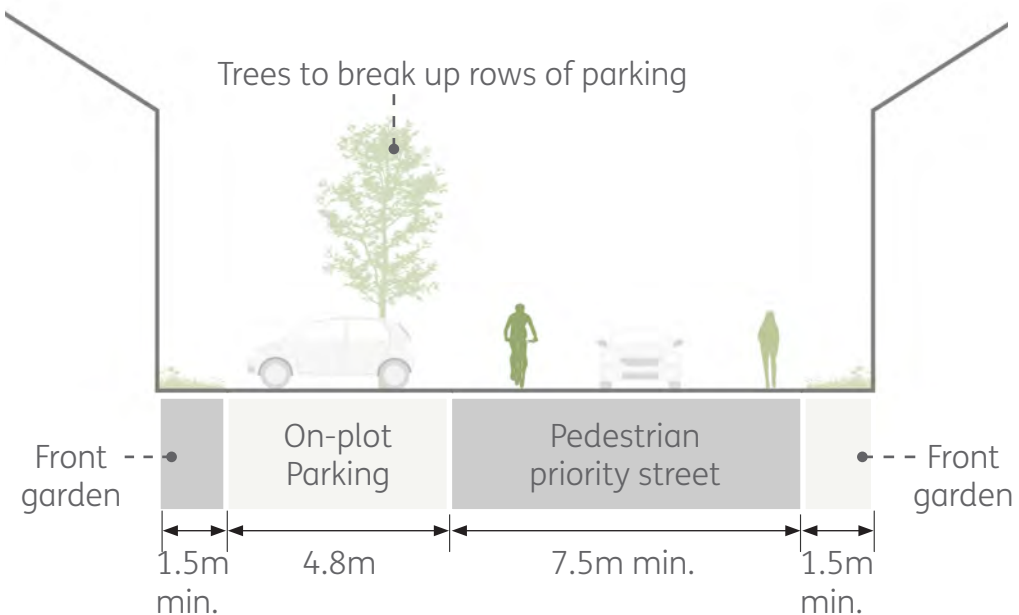 Trees to break up rows of parking
Front
garden
On-plot
Parking
Pedestrian
priority street
Front
garden
1.5m
min.
4.8m
7.5m min.
1.5m
min.